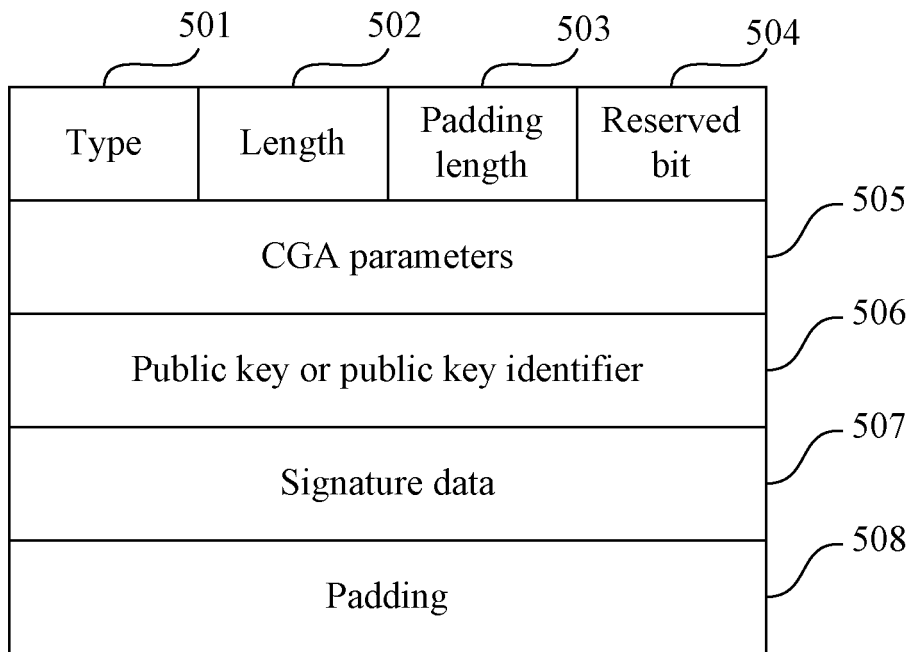 501
502
503
504
Type
Length
Padding
length
Reserved
bit
505
CGA parameters
506
Public key or public key identifier
507
Signature data
508
Padding